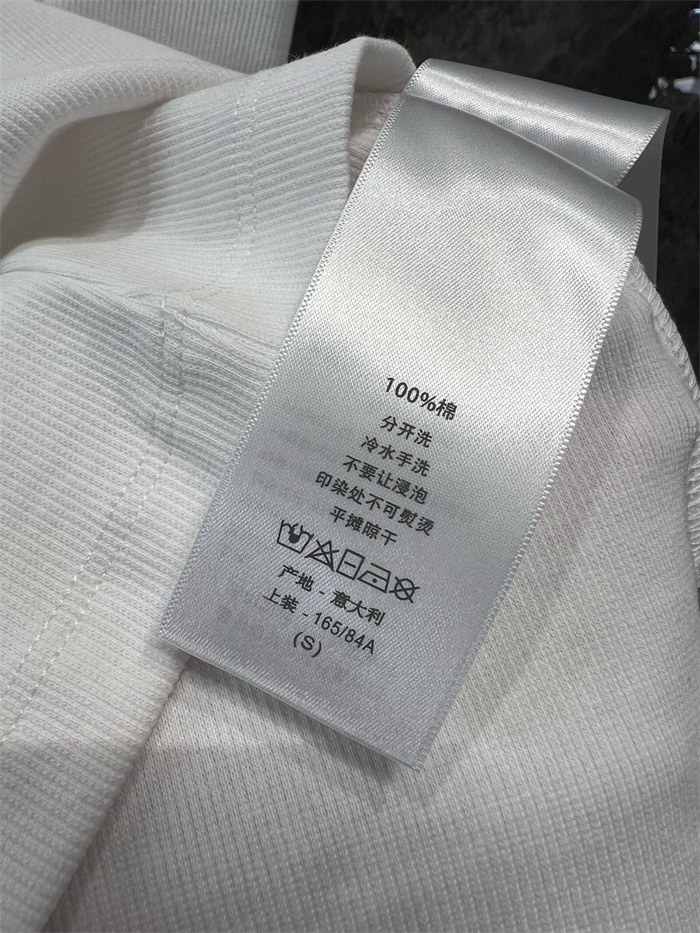 100%棉
分开洗
冷水手洗
不要让浸泡
印染处不可熨烫
平摊晾干
产地 - 意大利
上装 - 165/84A
(S)